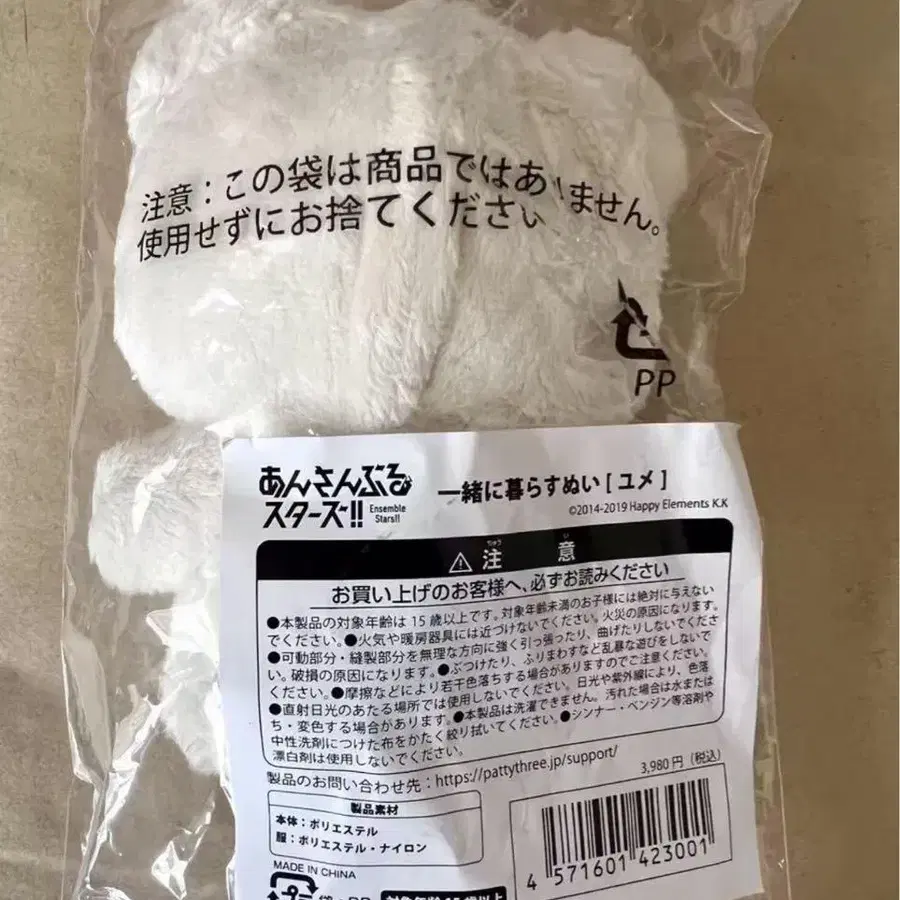 注意：この袋は商品ではありません。
使用せずにお捨てください
PP
あんさんぶる
スターズ!!
Ensemble
Stars!!
一緒に暮らすぬい [ ユメ ]
©2014-2019 Happy Elements K.K
⚠注意
ちゅう い
お買い上げのお客様へ、必ずお読みください
●本製品の対象年齢は 15 歳以上です。対象年齢未満のお子様には絶対に与えない
でください。●火気や暖房器具には近づけないでください。火災の原因になります。
●可動部分・縫製部分を無理な方向に強く引っ張ったり、曲げたりしないでくださ
い。破損の原因になります。●ぶつけたり、ふりまわすなど乱暴な遊びをしないで
ください。●摩擦などにより若干色落ちする場合がありますのでご注意ください。
●直射日光のあたる場所では使用しないでください。日光や紫外線により、色落
ち・変色する場合があります。●本製品は洗濯できません。汚れた場合は水または
中性洗剤につけた布をかたく絞り拭いてください。●シンナー・ベンジン等溶剤や
漂白剤は使用しないでください。
製品のお問い合わせ先：https://pattythree.jp/support/
3,980 円（税込）
製品素材
本体：ポリエステル
服：ポリエステル・ナイロン
MADE IN CHINA
4 571601 423001
プラ
袋・PP
対象年齢 15 歳以上